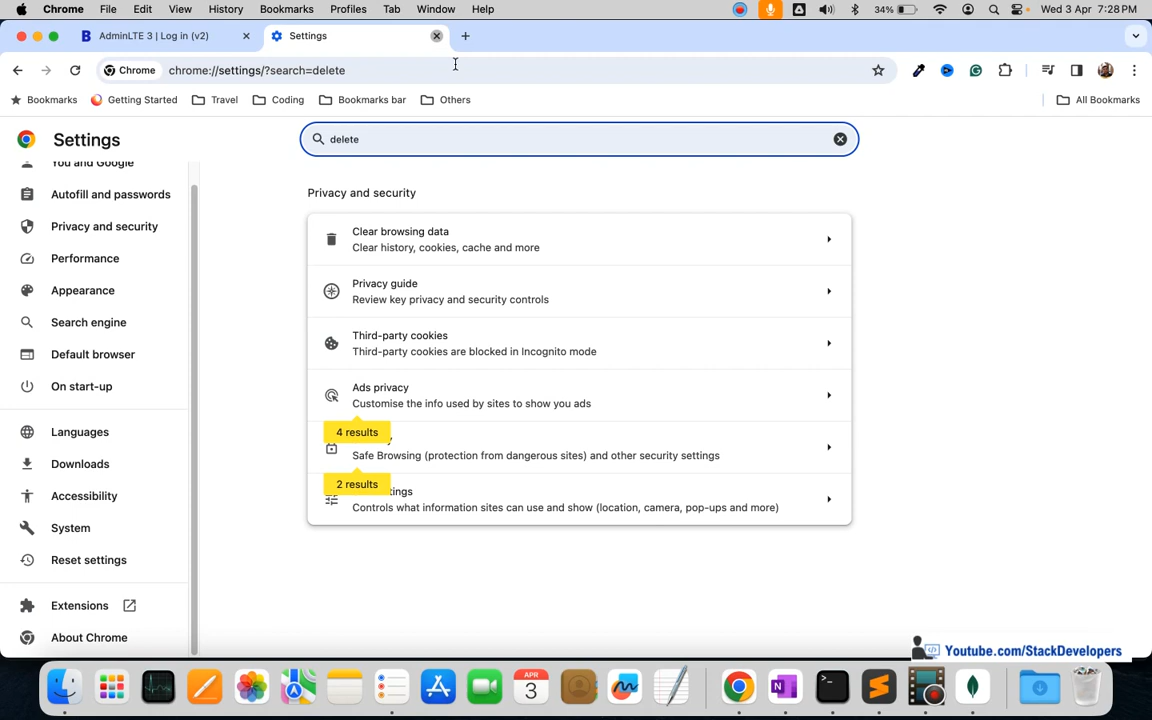 Chrome File Edit View History Bookmarks Profiles Tab Window Help 34% Wed 3 Apr 7:28 PM
AdminLTE 3 | Log in (v2) Settings
Chrome chrome://settings/?search=delete
Bookmarks Getting Started Travel Coding Bookmarks bar Others All Bookmarks
Settings
delete
You and Google
Autofill and passwords
Privacy and security
Performance
Appearance
Search engine
Default browser
On start-up
Languages
Downloads
Accessibility
System
Reset settings
Extensions
About Chrome
Privacy and security
Clear browsing data
Clear history, cookies, cache and more
Privacy guide
Review key privacy and security controls
Third-party cookies
Third-party cookies are blocked in Incognito mode
Ads privacy
Customise the info used by sites to show you ads
4 results
Safe Browsing (protection from dangerous sites) and other security settings
2 results
Controls what information sites can use and show (location, camera, pop-ups and more)
Youtube.com/StackDevelopers
APR
3